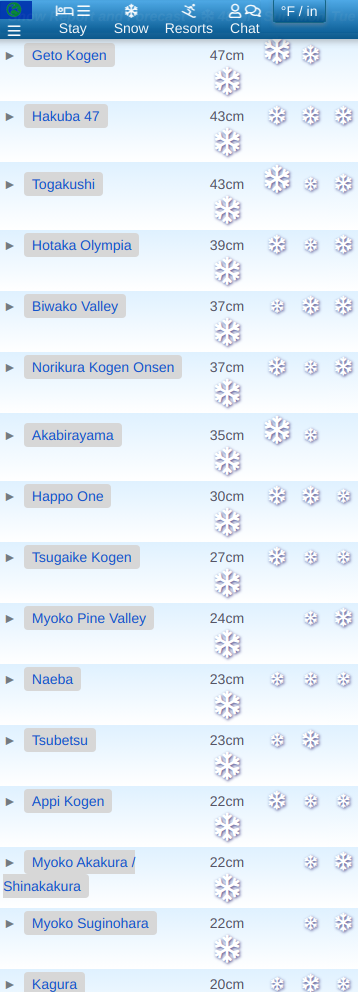 °F / in
Stay
Snow
Resorts
Chat
Geto Kogen 47cm
Hakuba 47 43cm
Togakushi 43cm
Hotaka Olympia 39cm
Biwako Valley 37cm
Norikura Kogen Onsen 37cm
Akabirayama 35cm
Happo One 30cm
Tsugaike Kogen 27cm
Myoko Pine Valley 24cm
Naeba 23cm
Tsubetsu 23cm
Appi Kogen 22cm
Myoko Akakura / 22cm
Shinakakura
Myoko Suginohara 22cm
Kagura 20cm